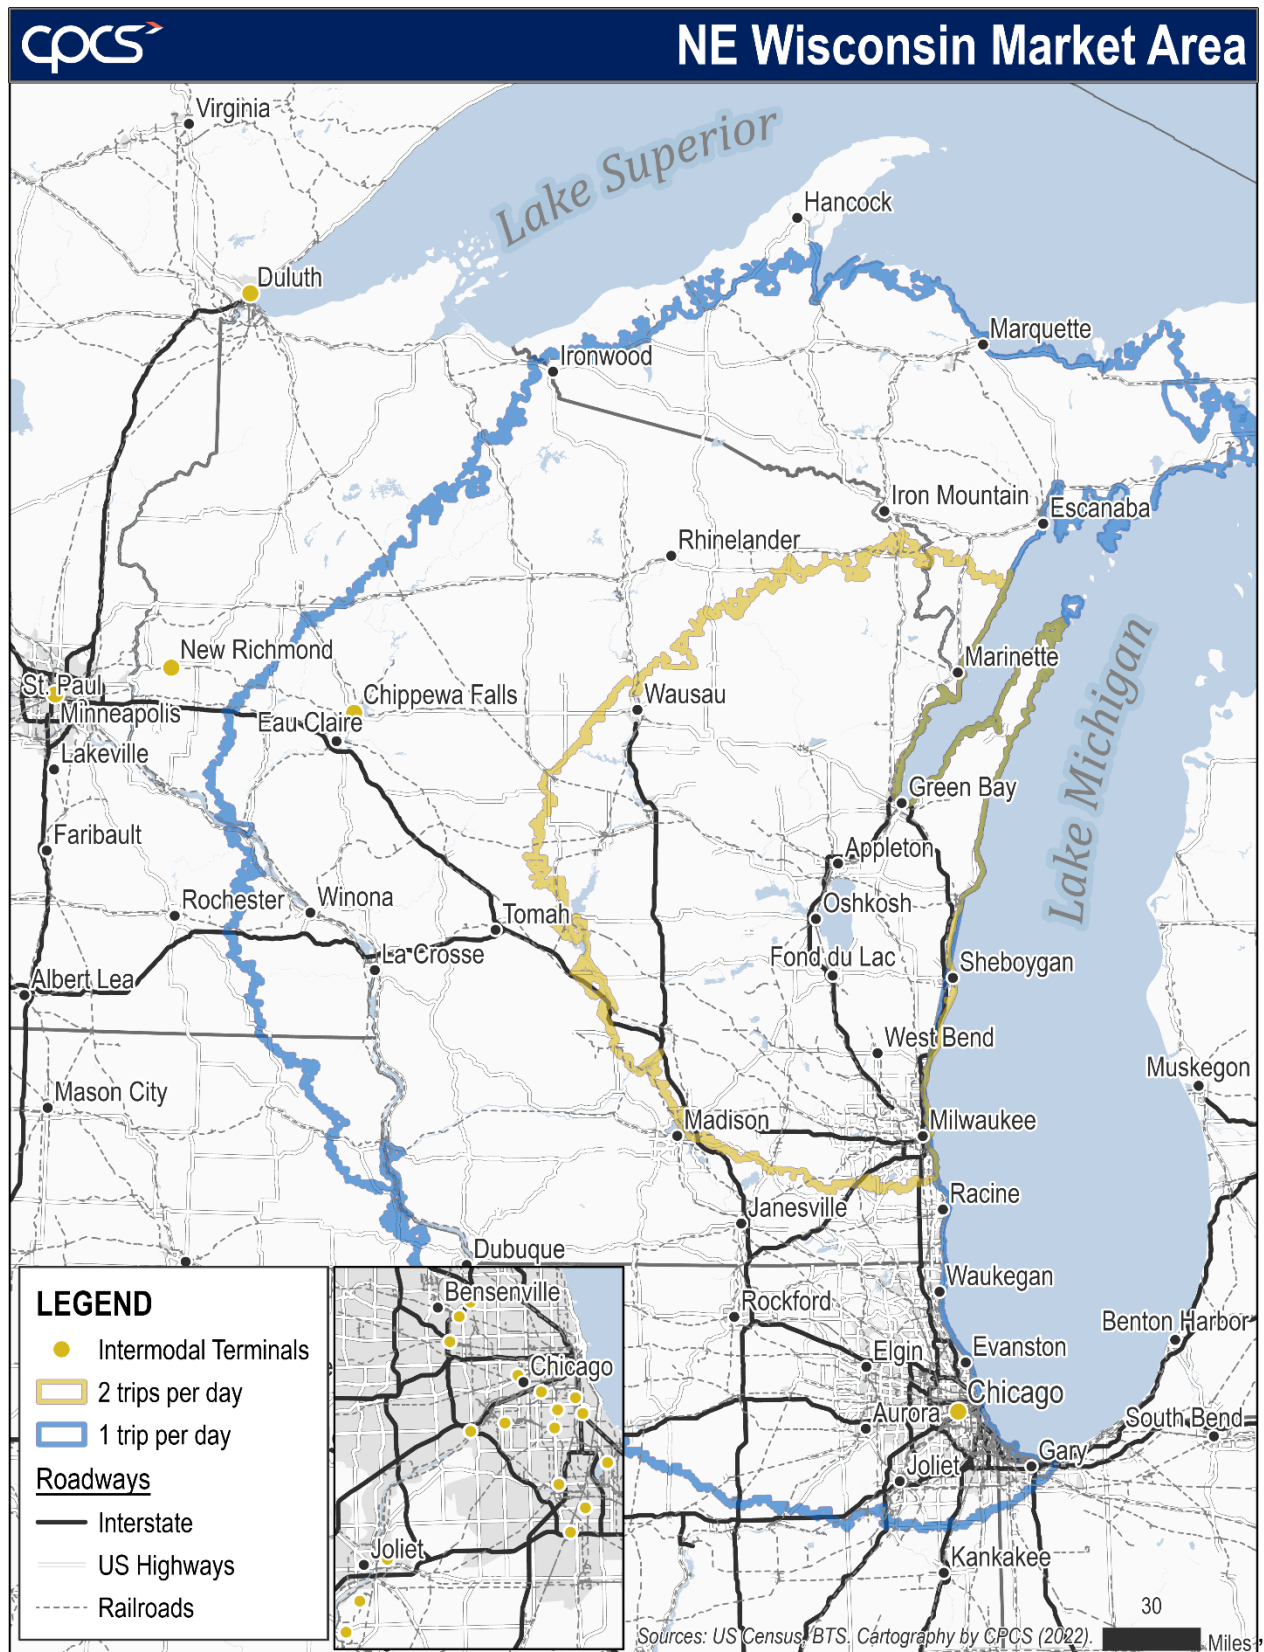 cpcs
NE Wisconsin Market Area
Virginia
Lake Superior
Hancock
Duluth
Marquette
Ironwood
Iron Mountain
Escanaba
Rhinelander
New Richmond
Marinette
St. Paul
Chippewa Falls
Wausau
Minneapolis
Eau Claire
Lakeville
Lake Michigan
Green Bay
Faribault
Appleton
Rochester
Winona
Tomah
Oshkosh
La Crosse
Fond du Lac
Sheboygan
Albert Lea
West Bend
Muskegon
Mason City
Madison
Milwaukee
Janesville
Racine
Dubuque
Waukegan
Bensenville
Rockford
Benton Harbor
Elgin
Evanston
Chicago
Chicago
Aurora
South Bend
Gary
Joliet
Joliet
Kankakee
LEGEND
Intermodal Terminals
2 trips per day
1 trip per day
Roadways
Interstate
US Highways
Railroads
30
Miles
Sources: US Census, BTS, Cartography by CPCS (2022)